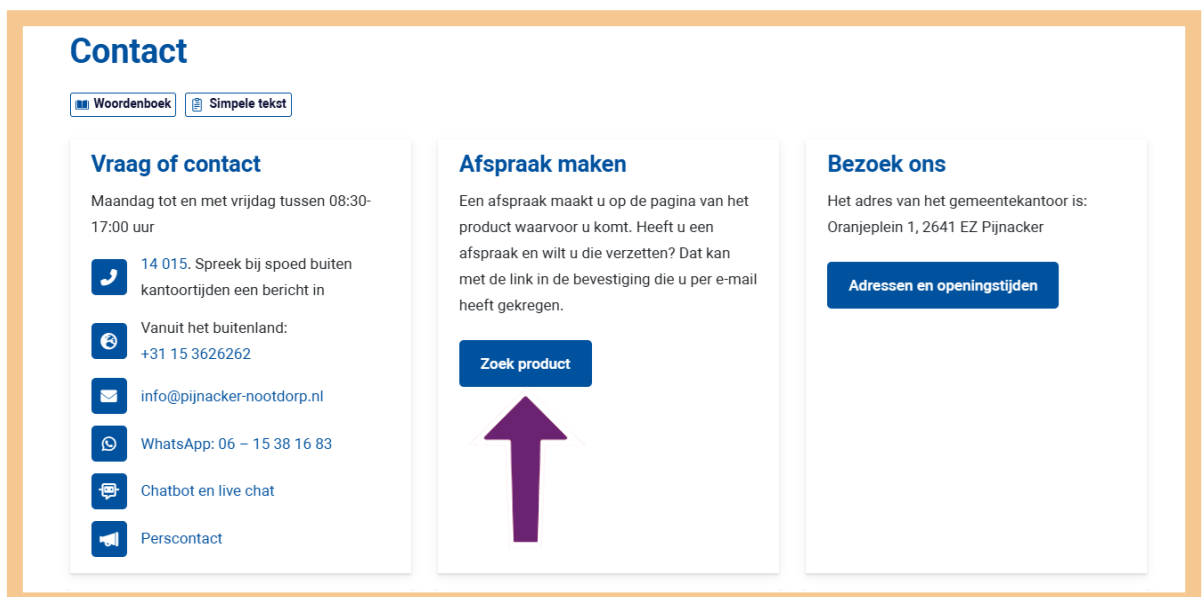 Contact
Woordenboek
Simpele tekst
Vraag of contact
Maandag tot en met vrijdag tussen 08:30-
17:00 uur
14 015. Spreek bij spoed buiten
kantoortijden een bericht in
Vanuit het buitenland:
+31 15 3626262
info@pijnacker-nootdorp.nl
WhatsApp: 06 – 15 38 16 83
Chatbot en live chat
Perscontact
Afspraak maken
Een afspraak maakt u op de pagina van het
product waarvoor u komt. Heeft u een
afspraak en wilt u die verzetten? Dat kan
met de link in de bevestiging die u per e-mail
heeft gekregen.
Zoek product
Bezoek ons
Het adres van het gemeentekantoor is:
Oranjeplein 1, 2641 EZ Pijnacker
Adressen en openingstijden